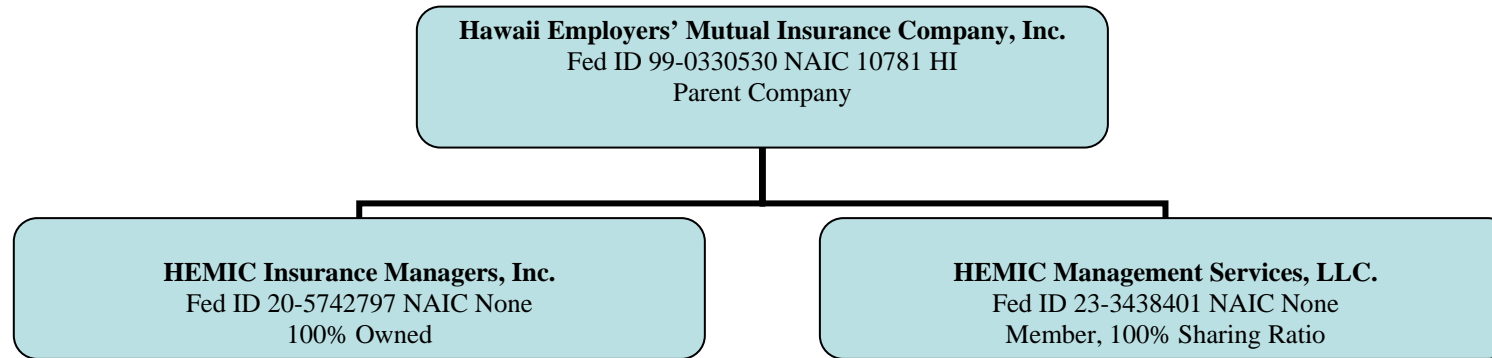 Hawaii Employers’ Mutual Insurance Company, Inc.
Fed ID 99-0330530 NAIC 10781 HI
Parent Company
HEMIC Insurance Managers, Inc.
Fed ID 20-5742797 NAIC None
100% Owned
HEMIC Management Services, LLC.
Fed ID 23-3438401 NAIC None
Member, 100% Sharing Ratio